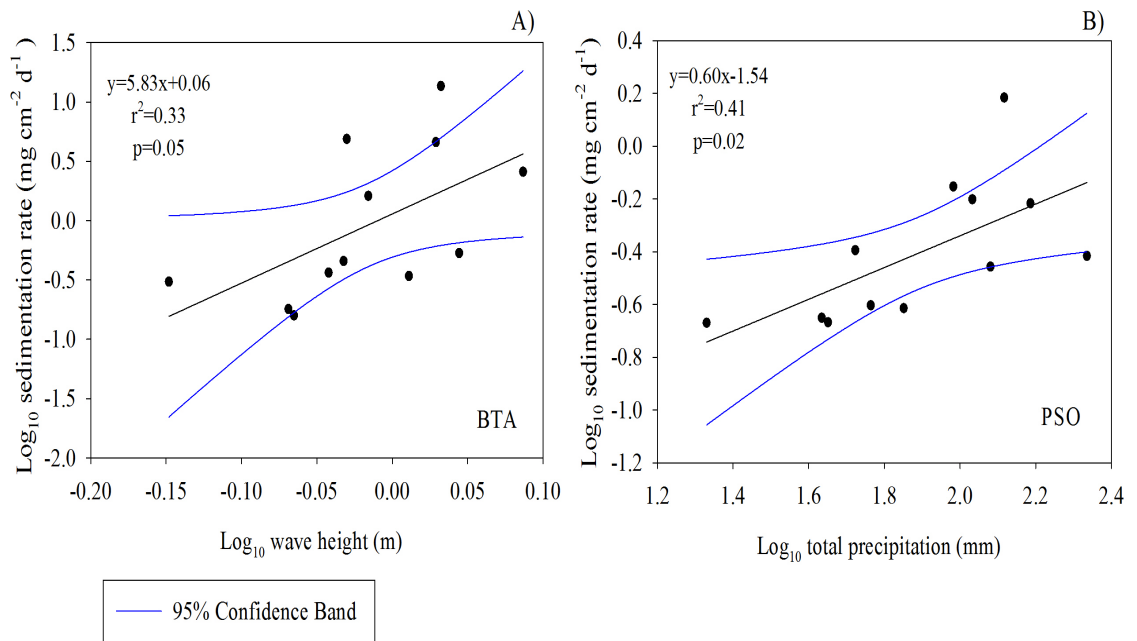 A)
Log₁₀ sedimentation rate (mg cm⁻² d⁻¹)
1.5
1.0
0.5
0.0
-0.5
-1.0
-1.5
-2.0
y=5.83x+0.06
r²=0.33
p=0.05
BTA
-0.20 -0.15 -0.10 -0.05 0.00 0.05 0.10
Log₁₀ wave height (m)
B)
Log₁₀ sedimentation rate (mg cm⁻² d⁻¹)
0.4
0.2
0.0
-0.2
-0.4
-0.6
-0.8
-1.0
-1.2
y=0.60x-1.54
r²=0.41
p=0.02
PSO
1.2 1.4 1.6 1.8 2.0 2.2 2.4
Log₁₀ total precipitation (mm)
95% Confidence Band